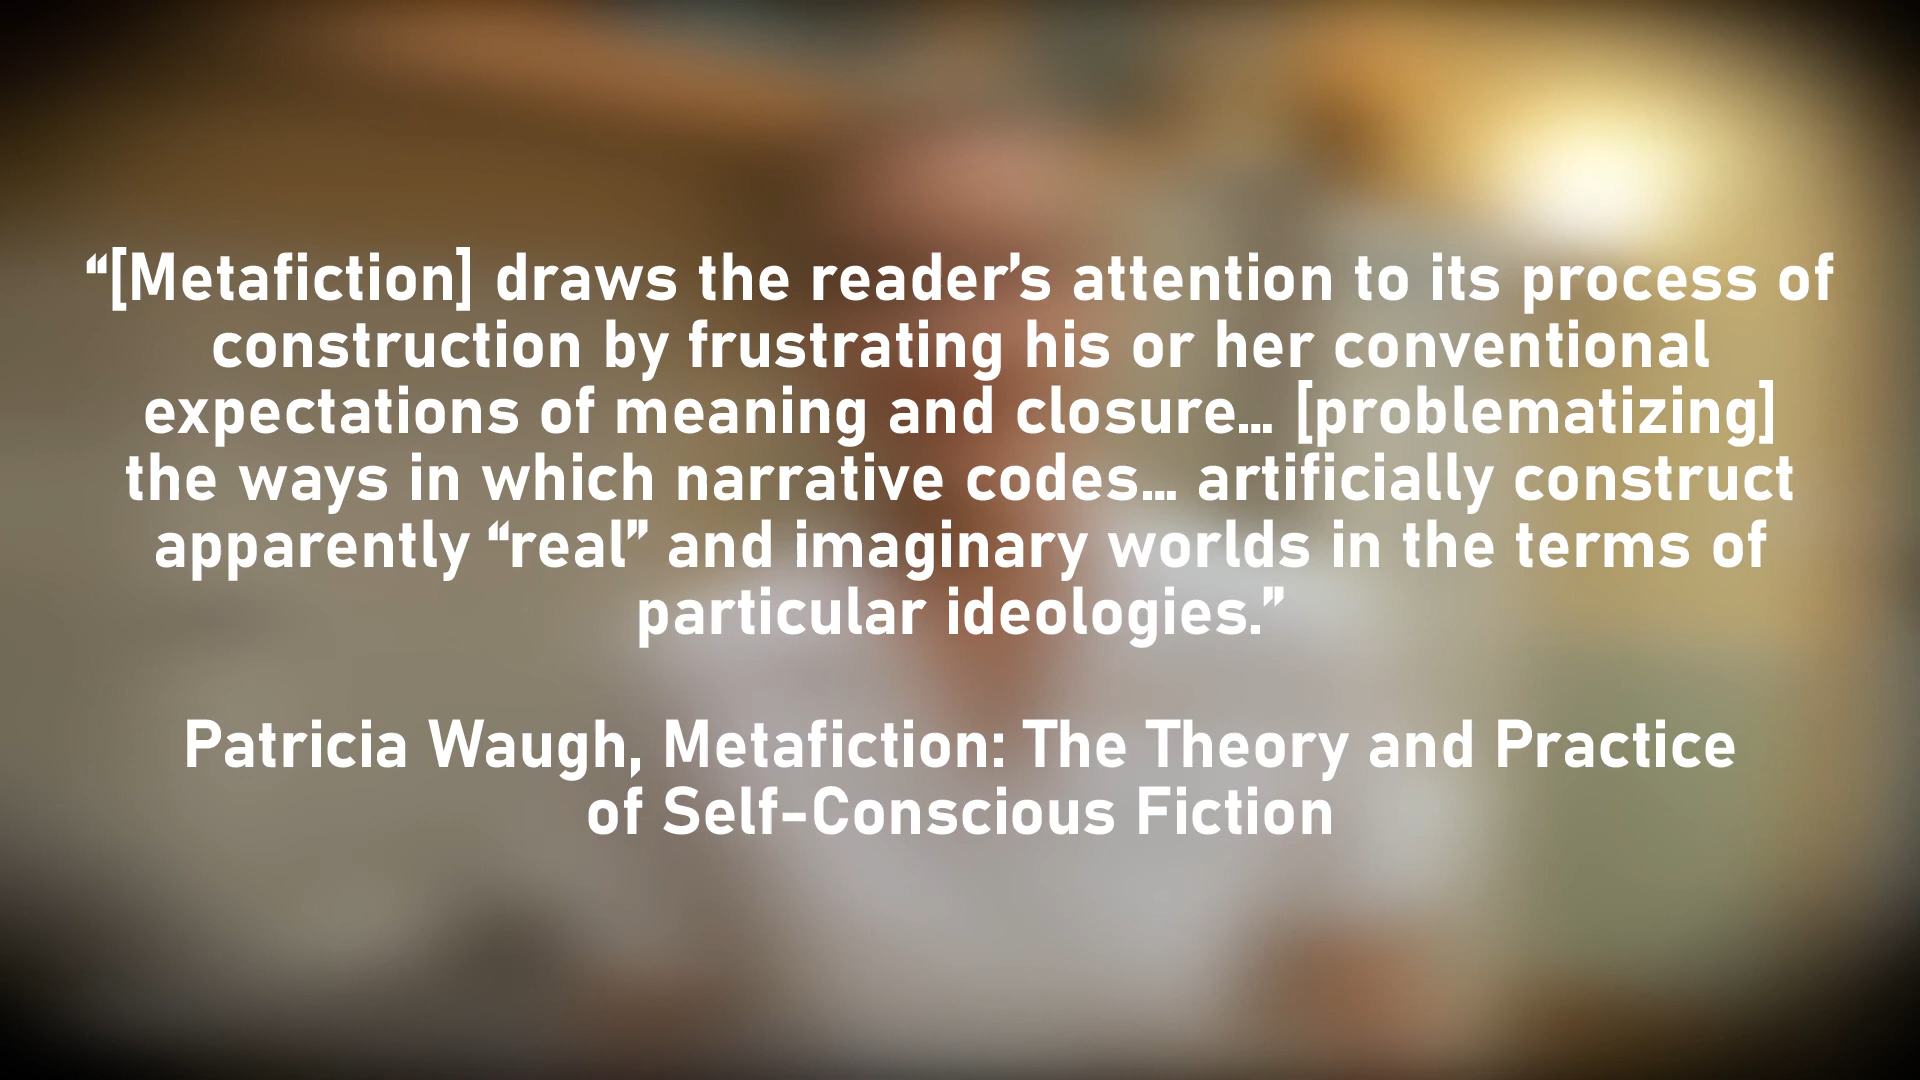 “[Metafiction] draws the reader’s attention to its process of
construction by frustrating his or her conventional
expectations of meaning and closure... [problematizing]
the ways in which narrative codes... artificially construct
apparently “real” and imaginary worlds in the terms of
particular ideologies.”
Patricia Waugh, Metafiction: The Theory and Practice
of Self-Conscious Fiction